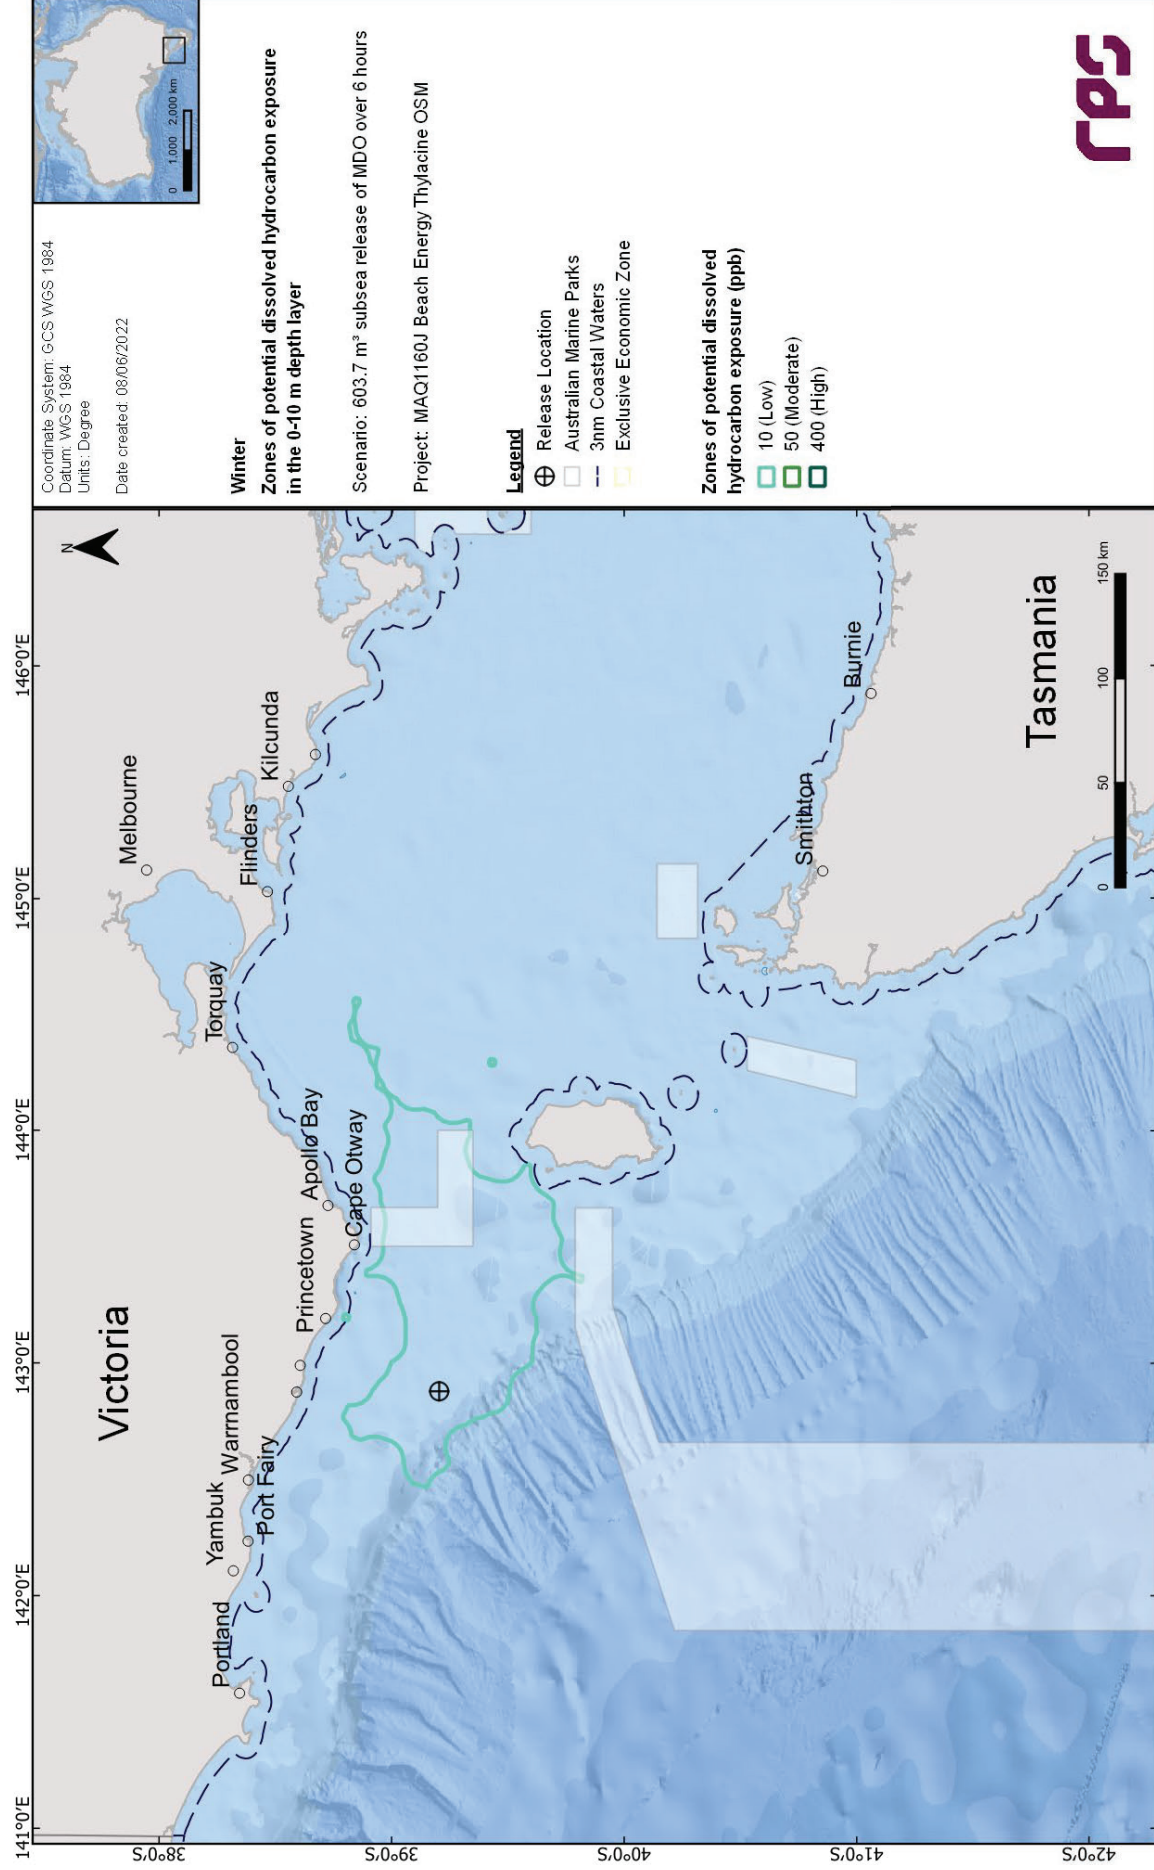 Coordinate System: GCS WGS 1984
Datum: WGS 1984
Units: Degree
Date created: 08/06/2022
0 1,000 2,000 km
Winter
Zones of potential dissolved hydrocarbon exposure
in the 0-10 m depth layer
Scenario: 603.7 m³ subsea release of MDO over 6 hours
Project: MAQ1160J Beach Energy Thylacine OSM
Legend
Release Location
Australian Marine Parks
3nm Coastal Waters
Exclusive Economic Zone
Zones of potential dissolved
hydrocarbon exposure (ppb)
10 (Low)
50 (Moderate)
400 (High)
rps
141°0'E 142°0'E 143°0'E 144°0'E 145°0'E 146°0'E
38°0'S
39°0'S
40°0'S
41°0'S
42°0'S
N
Victoria
Melbourne
Portland
Yambuk
Port Fairy
Warrnambool
Princetown
Cape Otway
Apollo Bay
Torquay
Flinders
Kilcunda
Smithton
Burnie
Tasmania
0 50 100 150 km